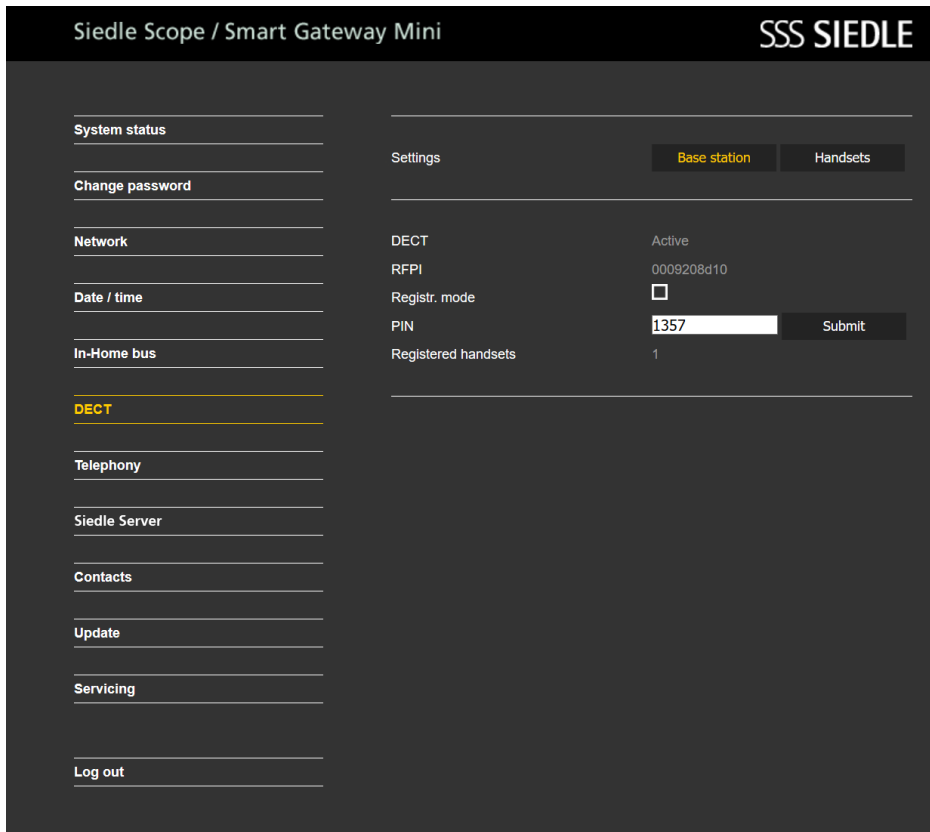 Siedle Scope / Smart Gateway Mini
SSS SIEDLE
System status
Change password
Network
Date / time
In-Home bus
DECT
Telephony
Siedle Server
Contacts
Update
Servicing
Log out
Settings Base station Handsets
DECT Active
RFPI 0009208d10
Registr. mode
PIN 1357 Submit
Registered handsets 1